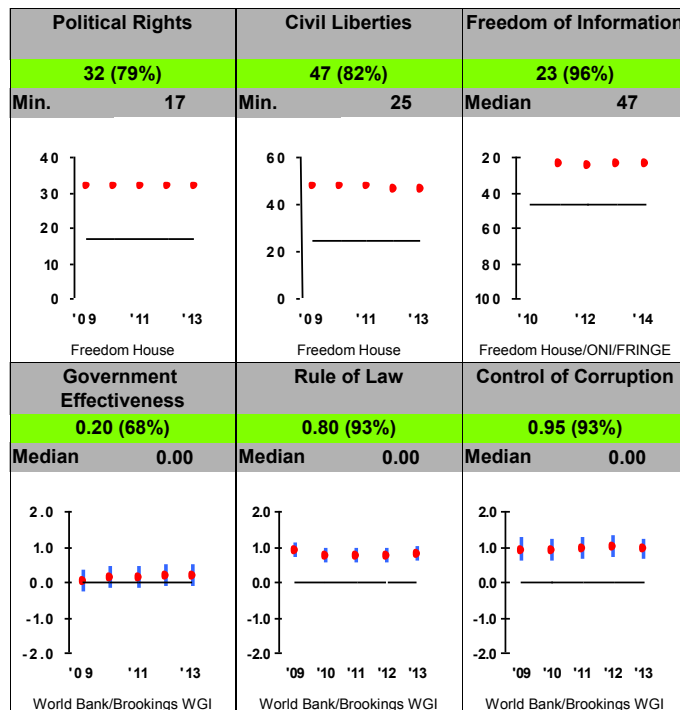 Political Rights
32 (79%)
Min. 17
40
30
20
10
0
'09 '11 '13
Freedom House
Civil Liberties
47 (82%)
Min. 25
60
40
20
0
'09 '11 '13
Freedom House
Freedom of Information
23 (96%)
Median 47
20
40
60
80
100
'10 '12 '14
Freedom House/ONI/FRINGE
Government
Effectiveness
0.20 (68%)
Median 0.00
2.0
1.0
0.0
-1.0
-2.0
'09 '11 '13
World Bank/Brookings WGI
Rule of Law
0.80 (93%)
Median 0.00
2.0
1.0
0.0
-1.0
-2.0
'09 '10 '11 '12 '13
World Bank/Brookings WGI
Control of Corruption
0.95 (93%)
Median 0.00
2.0
1.0
0.0
-1.0
-2.0
'09 '10 '11 '12 '13
World Bank/Brookings WGI